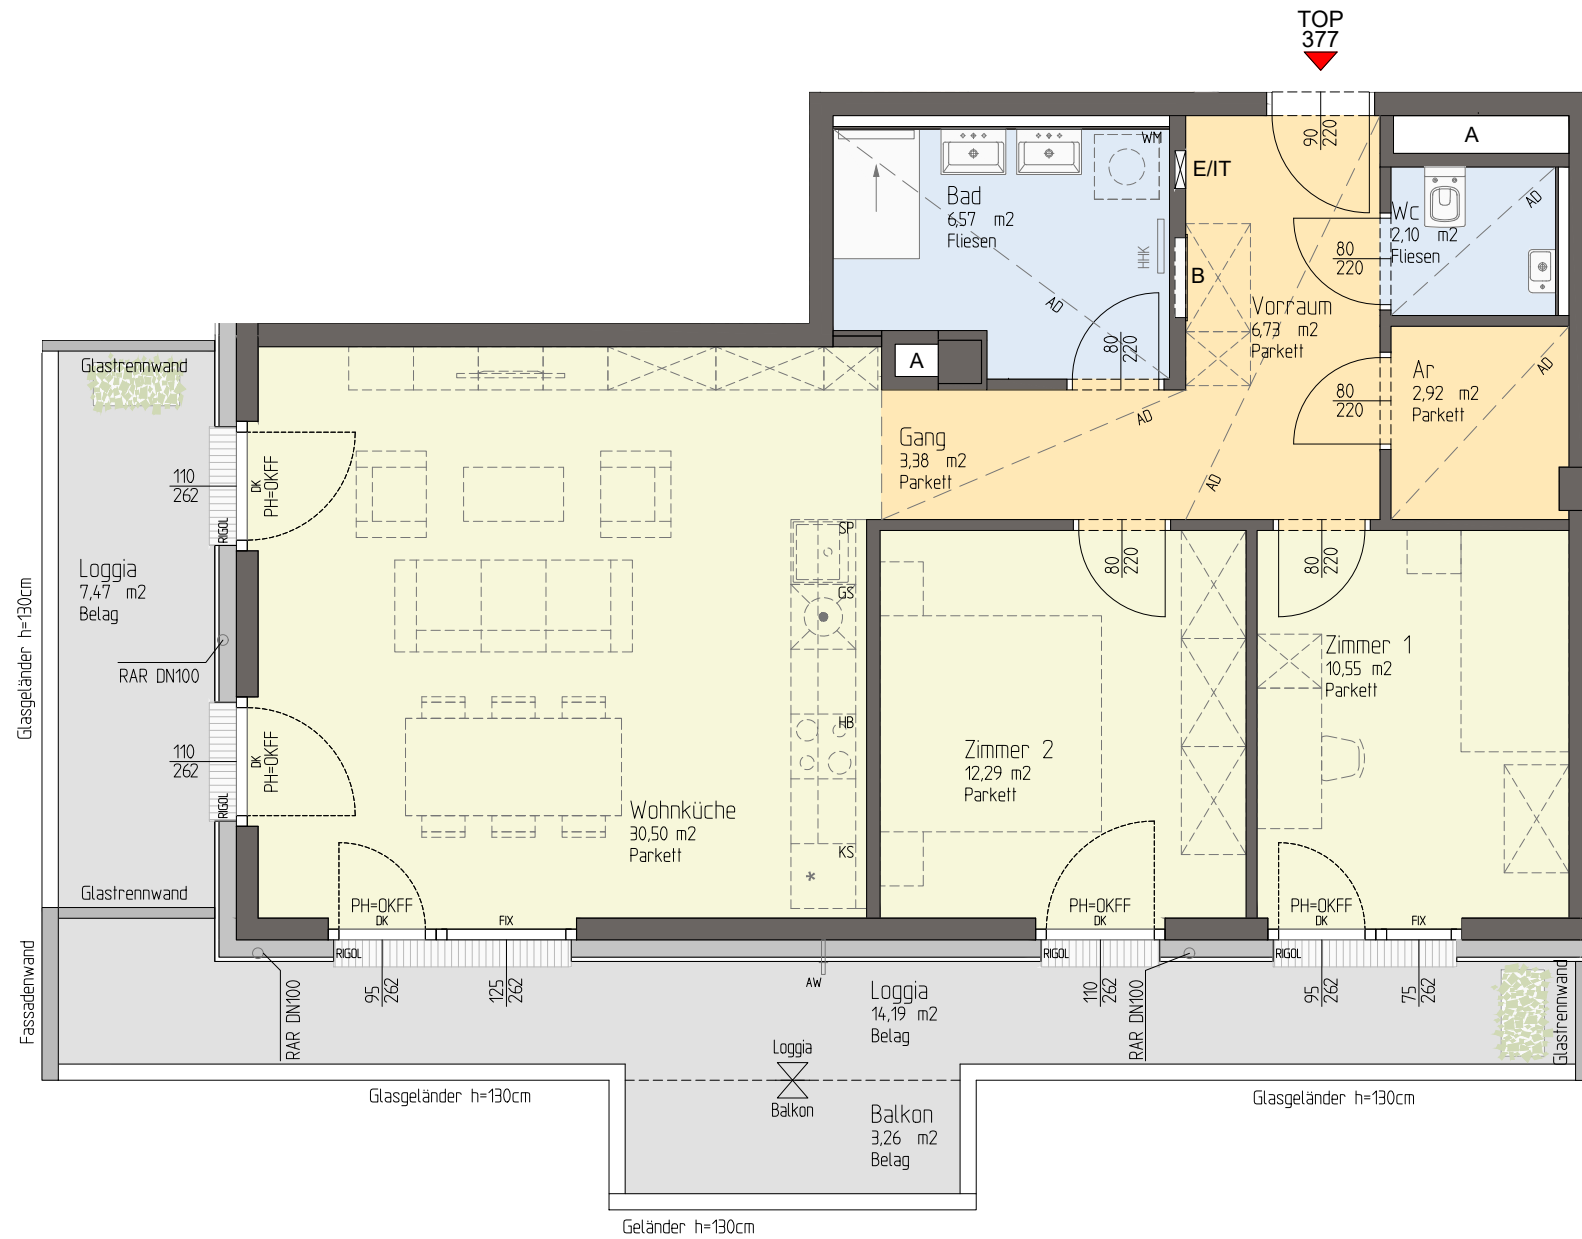 TOP
377
90
220
A
WM
E/IT
Bad
6,57 m2
Fliesen
HHK
AD
B
80
220
Wc
2,10 m2
Fliesen
AD
80
220
Vorraum
6,73 m2
Parkett
80
220
Ar
2,92 m2
Parkett
AD
A
Gang
3,38 m2
Parkett
AD
AD
Glastrennwand
110
262
DK
PH=OKFF
RIGOL
Loggia
7,47 m2
Belag
Glasgeländer h=130cm
RAR DN100
110
262
DK
PH=OKFF
RIGOL
Glastrennwand
SP
GS
HB
KS
*
Wohnküche
30,50 m2
Parkett
80
220
Zimmer 2
12,29 m2
Parkett
80
220
Zimmer 1
10,55 m2
Parkett
PH=OKFF
DK
FIX
PH=OKFF
DK
PH=OKFF
DK
FIX
Fassadenwand
RIGOL
RAR DN100
95
262
125
262
AW
RIGOL
110
262
RAR DN100
RIGOL
95
262
75
262
Glastrennwand
Loggia
14,19 m2
Belag
Loggia
Balkon
Glasgeländer h=130cm
Glasgeländer h=130cm
Balkon
3,26 m2
Belag
Geländer h=130cm